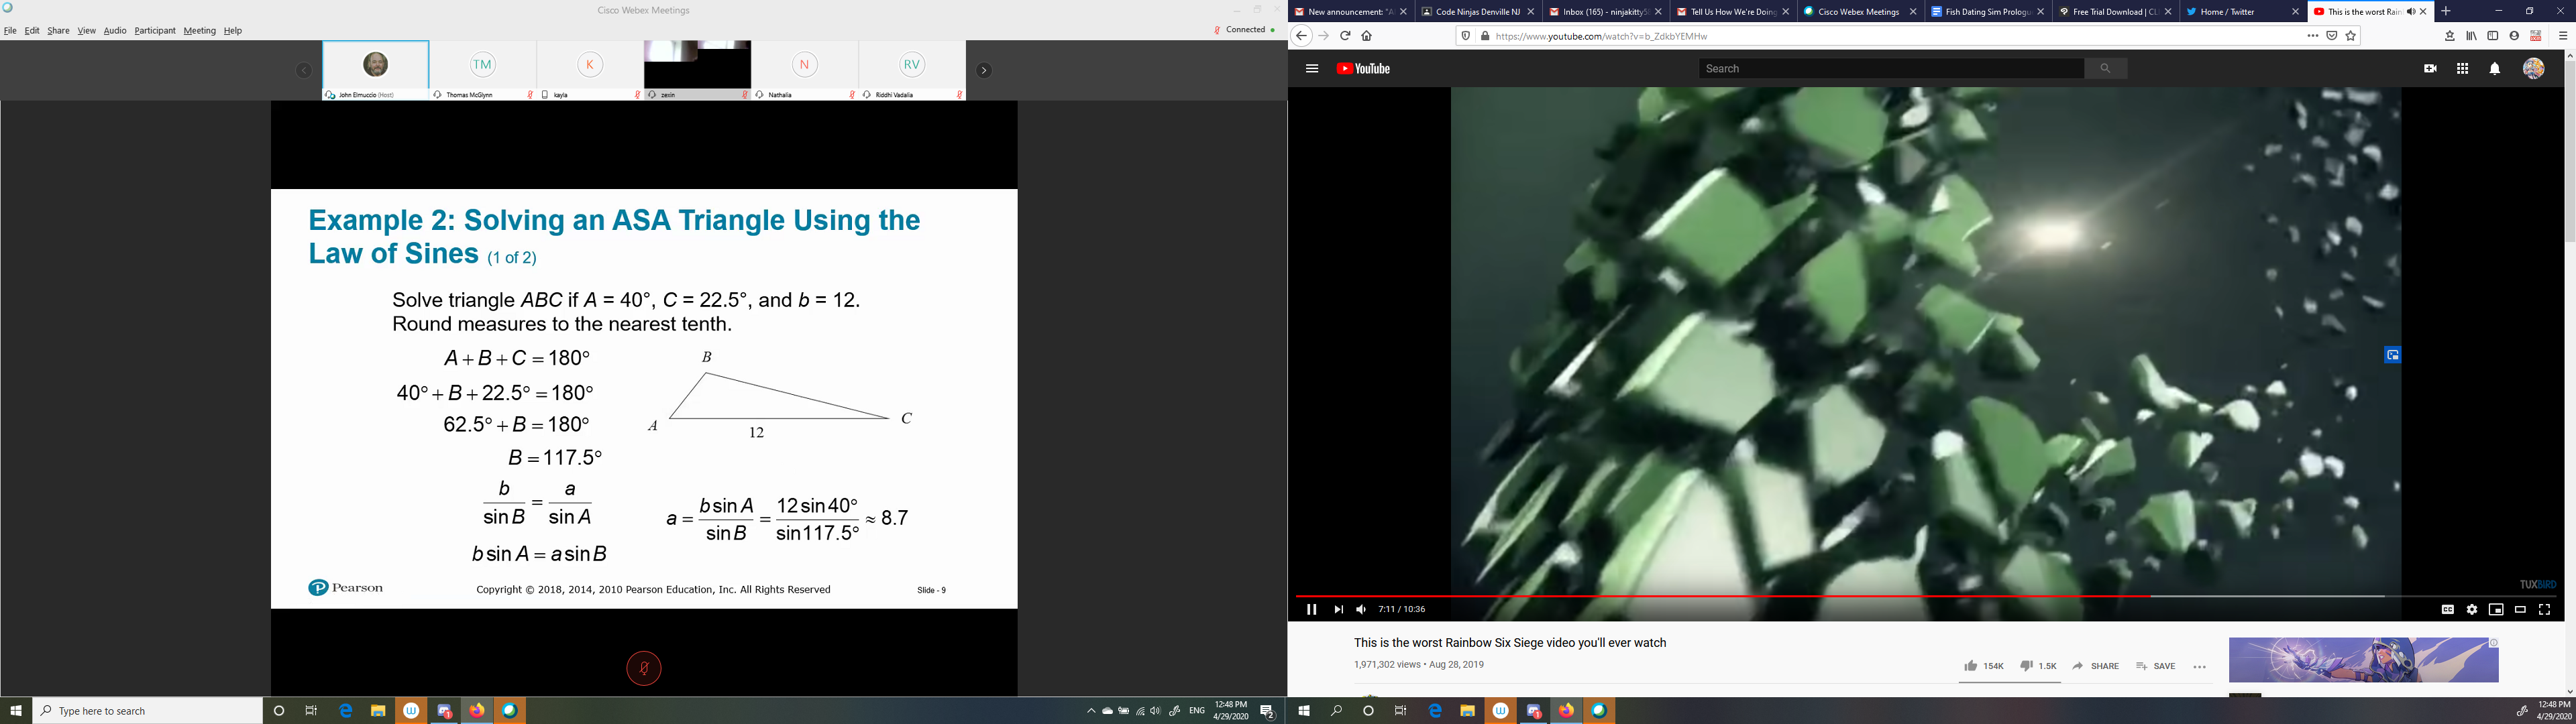 Cisco Webex Meetings
File Edit Share View Audio Participant Meeting Help
Connected
TM K N RV
John Elmuccio (Host) Thomas McGlynn kayla zexin Nathalia Riddhi Vadalia
Example 2: Solving an ASA Triangle Using the
Law of Sines (1 of 2)
Solve triangle ABC if A = 40°, C = 22.5°, and b = 12.
Round measures to the nearest tenth.
A + B + C = 180°
40° + B + 22.5° = 180°
62.5° + B = 180°
B = 117.5°
b / sin B = a / sin A
b sin A = a sin B
B
A
C
12
a = b sin A / sin B = 12 sin 40° / sin 117.5° ≈ 8.7
Pearson
Copyright © 2018, 2014, 2010 Pearson Education, Inc. All Rights Reserved
Slide - 9
Type here to search
ENG
12:48 PM
4/29/2020
2
New announcement: "A
Code Ninjas Denville NJ
Inbox (165) - ninjakitty5
Tell Us How We're Doing
Cisco Webex Meetings
Fish Dating Sim Prologu
Free Trial Download | CL
Home / Twitter
This is the worst Rain
https://www.youtube.com/watch?v=b_ZdkbYEMHw
YouTube
Search
TUXBIRD
7:11 / 10:36
This is the worst Rainbow Six Siege video you'll ever watch
1,971,302 views • Aug 28, 2019
154K 1.5K SHARE SAVE
12:48 PM
4/29/2020